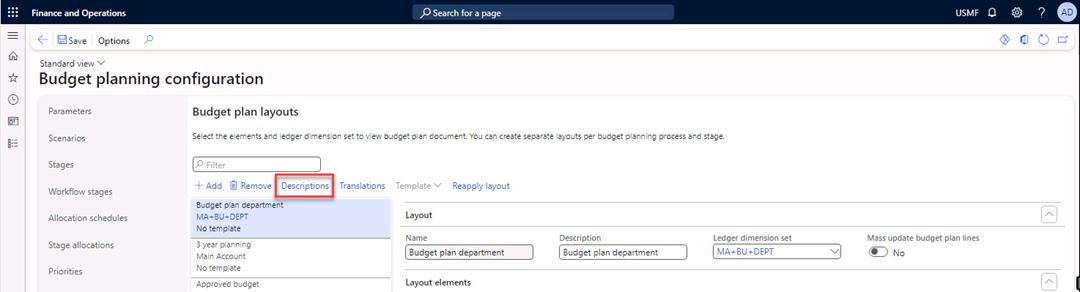 Finance and Operations
Search for a page
USMF
?
AD
Save
Options
Standard view
Budget planning configuration
Parameters
Scenarios
Stages
Workflow stages
Allocation schedules
Stage allocations
Priorities
Budget plan layouts
Select the elements and ledger dimension set to view budget plan document. You can create separate layouts per budget planning process and stage.
Filter
+ Add Remove Descriptions Translations Template Reapply layout
Budget plan department
MA+BU+DEPT
No template
3 year planning
Main Account
No template
Approved budget
Layout
Name
Budget plan department
Description
Budget plan department
Ledger dimension set
MA+BU+DEPT
Mass update budget plan lines
No
Layout elements